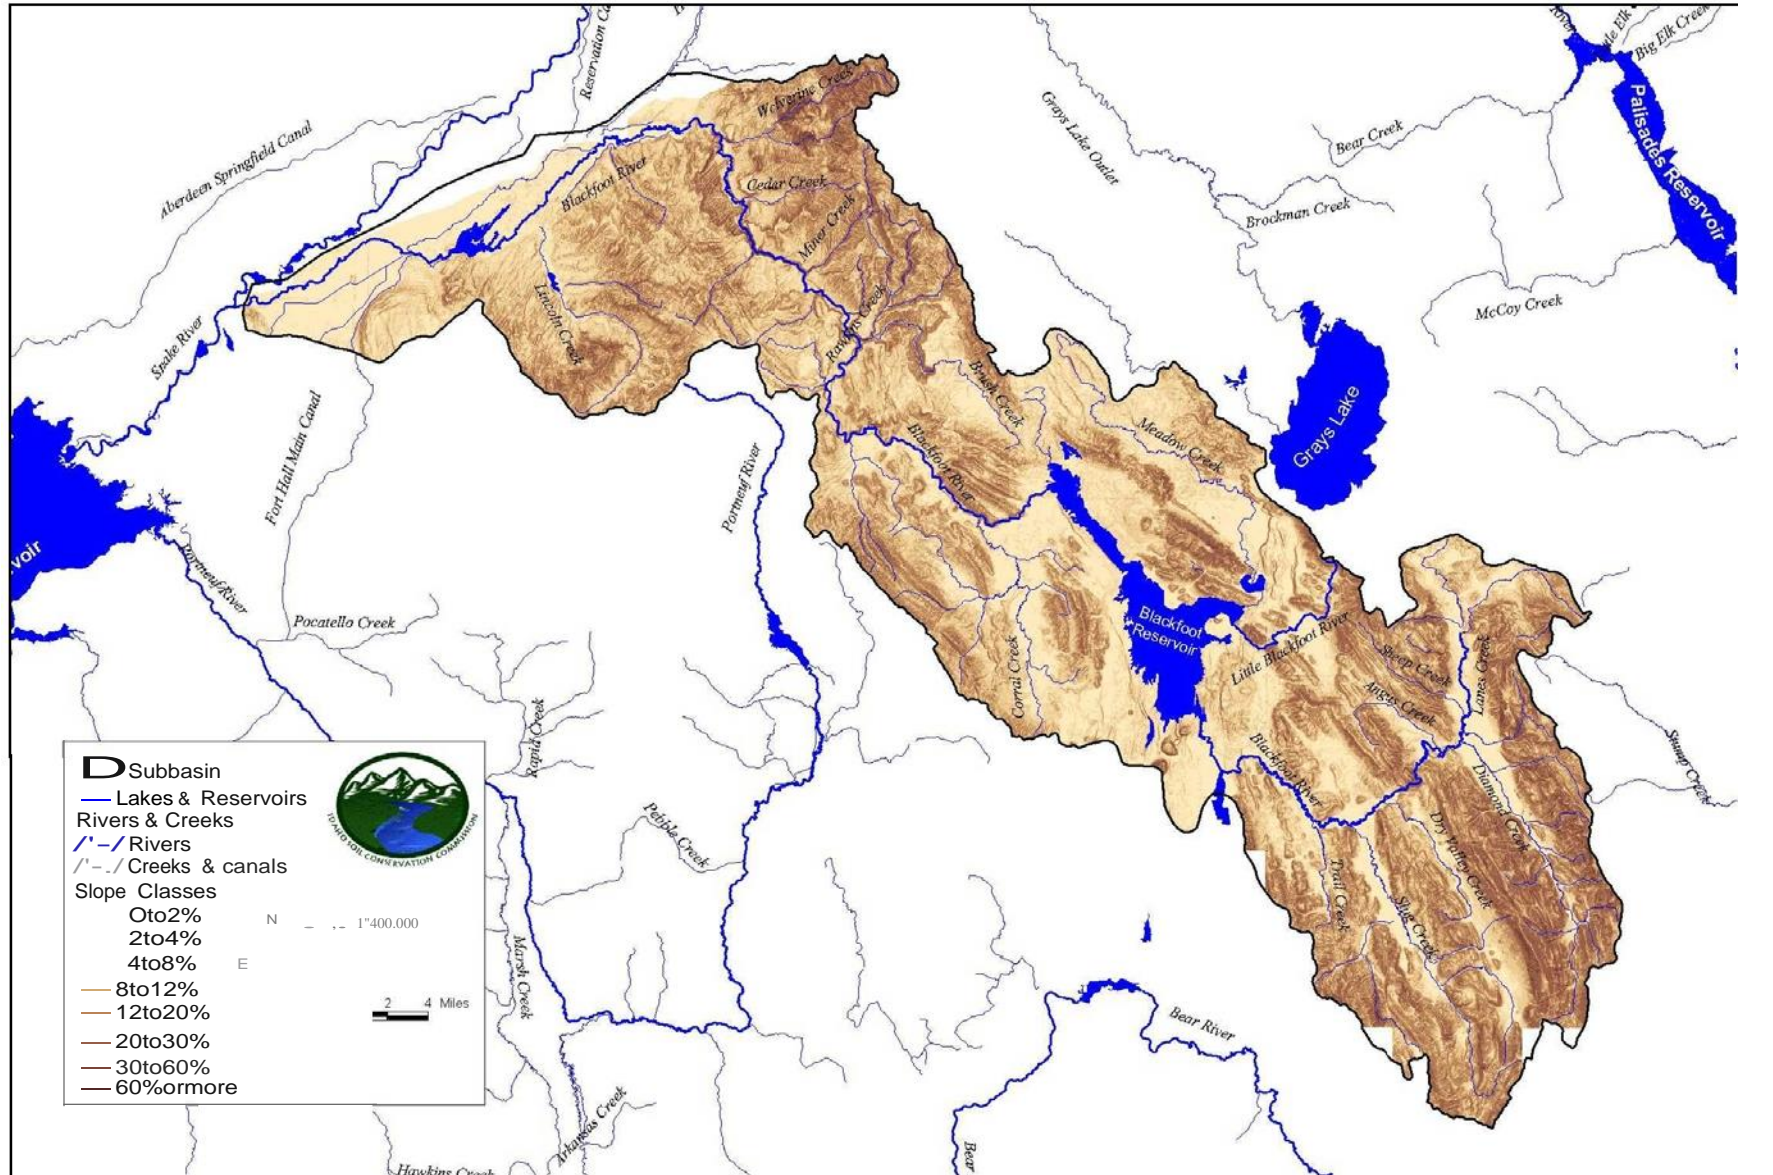 Reservation Ca
River
Big Elk Creek
Wolverine Creek
Grays Lake Outlet
Palisades Reservoir
Aberdeen Springfield Canal
Bear Creek
Blackfoot River
Cedar Creek
Miner Creek
Brockman Creek
McCoy Creek
Lincoln Creek
Rawlins Creek
Snake River
Brush Creek
Grays Lake
Meadow Creek
Fort Hall Main Canal
Blackfoot River
Portneuf River
voir
Portneuf River
Pocatello Creek
Blackfoot
Reservoir
Little Blackfoot River
Corral Creek
Sheep Creek
Lanes Creek
Angus Creek
Rapid Creek
Blackfoot River
Stump Creek
Diamond Creek
Pebble Creek
Dry Valley Creek
Trail Creek
Slug Creek
Marsh Creek
Bear River
Bear
Arkansas Creek
Hawkins Creek
D Subbasin
Lakes & Reservoirs
Rivers & Creeks
/'-/ Rivers
/'-./ Creeks & canals
Slope Classes
Oto2%
2to4%
4to8%
8to12%
12to20%
20to30%
30to60%
60%ormore
N
1"400.000
E
2 4 Miles
IDAHO SOIL CONSERVATION COMMISSION